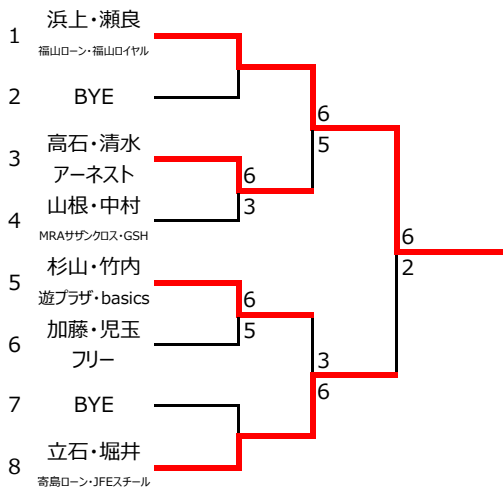 1
浜上・瀬良
福山ローン・福山ロイヤル
2
BYE
3
高石・清水
アーネスト
4
山根・中村
MRAサザンクロス・GSH
5
杉山・竹内
遊プラザ・basics
6
加藤・児玉
フリー
7
BYE
8
立石・堀井
寄島ローン・JFEスチール
6
3
6
5
6
5
3
6
6
2